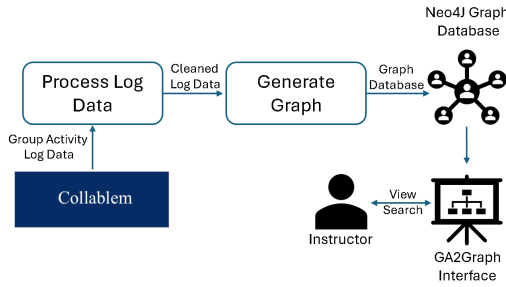 Neo4J Graph
Database
Process Log
Data
Cleaned
Log Data
Generate
Graph
Graph
Database
Group Activity
Log Data
Collablem
View
Search
Instructor
GA2Graph
Interface